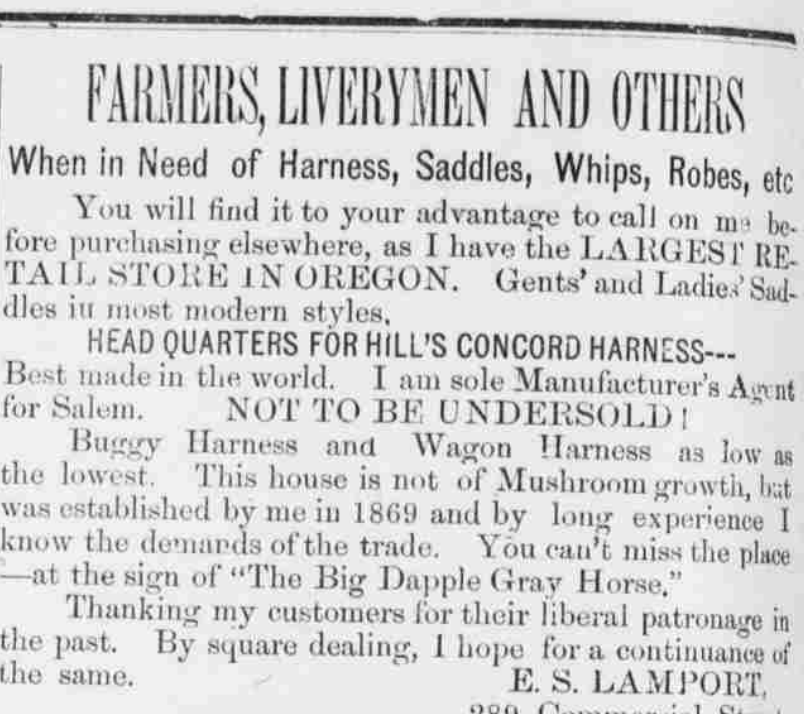 FARMERS, LIVERYMEN AND OTHERS
When in Need of Harness, Saddles, Whips, Robes, etc
You will find it to your advantage to call on me be-
fore purchasing elsewhere, as I have the LARGEST RE-
TAIL STORE IN OREGON. Gents' and Ladies' Sad-
dles in most modern styles.
HEAD QUARTERS FOR HILL'S CONCORD HARNESS---
Best made in the world. I am sole Manufacturer's Agent
for Salem. NOT TO BE UNDERSOLD!
Buggy Harness and Wagon Harness as low as
the lowest. This house is not of Mushroom growth, but
was established by me in 1869 and by long experience I
know the demands of the trade. You can't miss the place
—at the sign of "The Big Dapple Gray Horse."
Thanking my customers for their liberal patronage in
the past. By square dealing, I hope for a continuance of
the same. E. S. LAMPORT,
289 Commercial Street